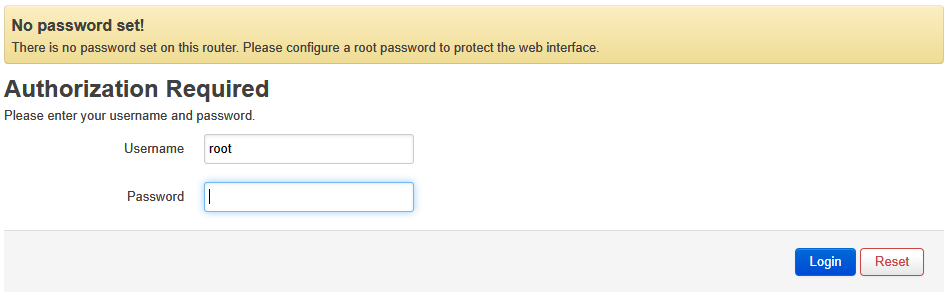 No password set!
There is no password set on this router. Please configure a root password to protect the web interface.
Authorization Required
Please enter your username and password.
Username root
Password
Login Reset